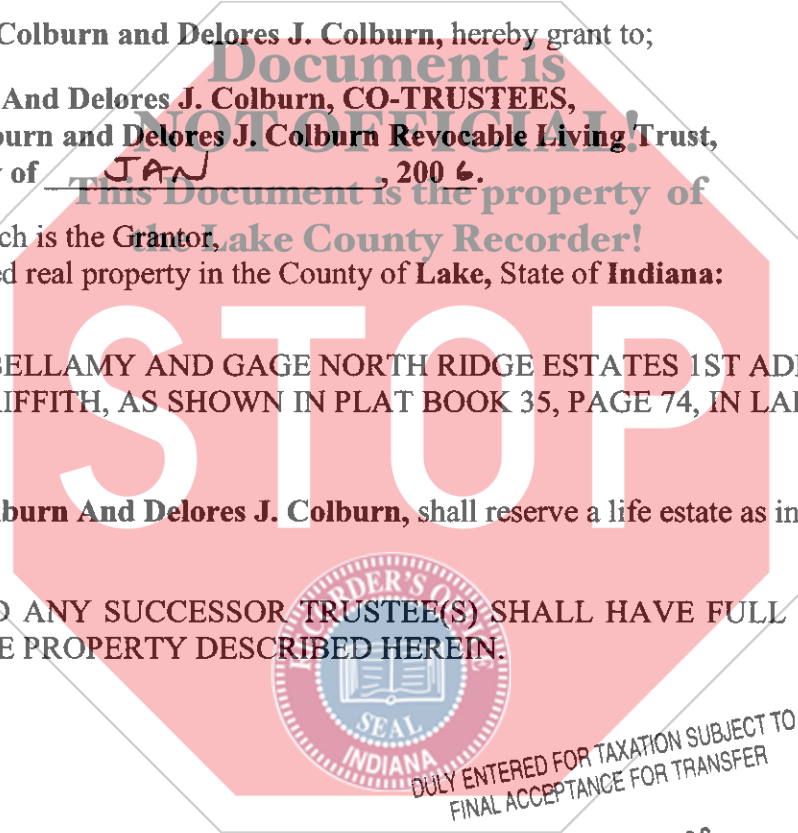 Colburn and Delores J. Colburn, hereby grant to;
Document is
And Delores J. Colburn, CO-TRUSTEES,
NOT OFFICIAL!
burn and Delores J. Colburn Revocable Living Trust,
of JAN, 2006.
This Document is the property of
ch is the Grantor,
the Lake County Recorder!
ed real property in the County of Lake, State of Indiana:
STOP
BELLAMY AND GAGE NORTH RIDGE ESTATES 1ST
GRIFFITH, AS SHOWN IN PLAT BOOK 35, PAGE 74, IN
lburn And Delores J. Colburn, shall reserve a life estate as in
ANY SUCCESSOR TRUSTEE(S) SHALL HAVE FULL
PROPERTY DESCRIBED HEREIN.
RECORDER'S OFFICE
SEAL
INDIANA
DULY ENTERED FOR TAXATION SUBJECT TO
FINAL ACCEPTANCE FOR TRANSFER